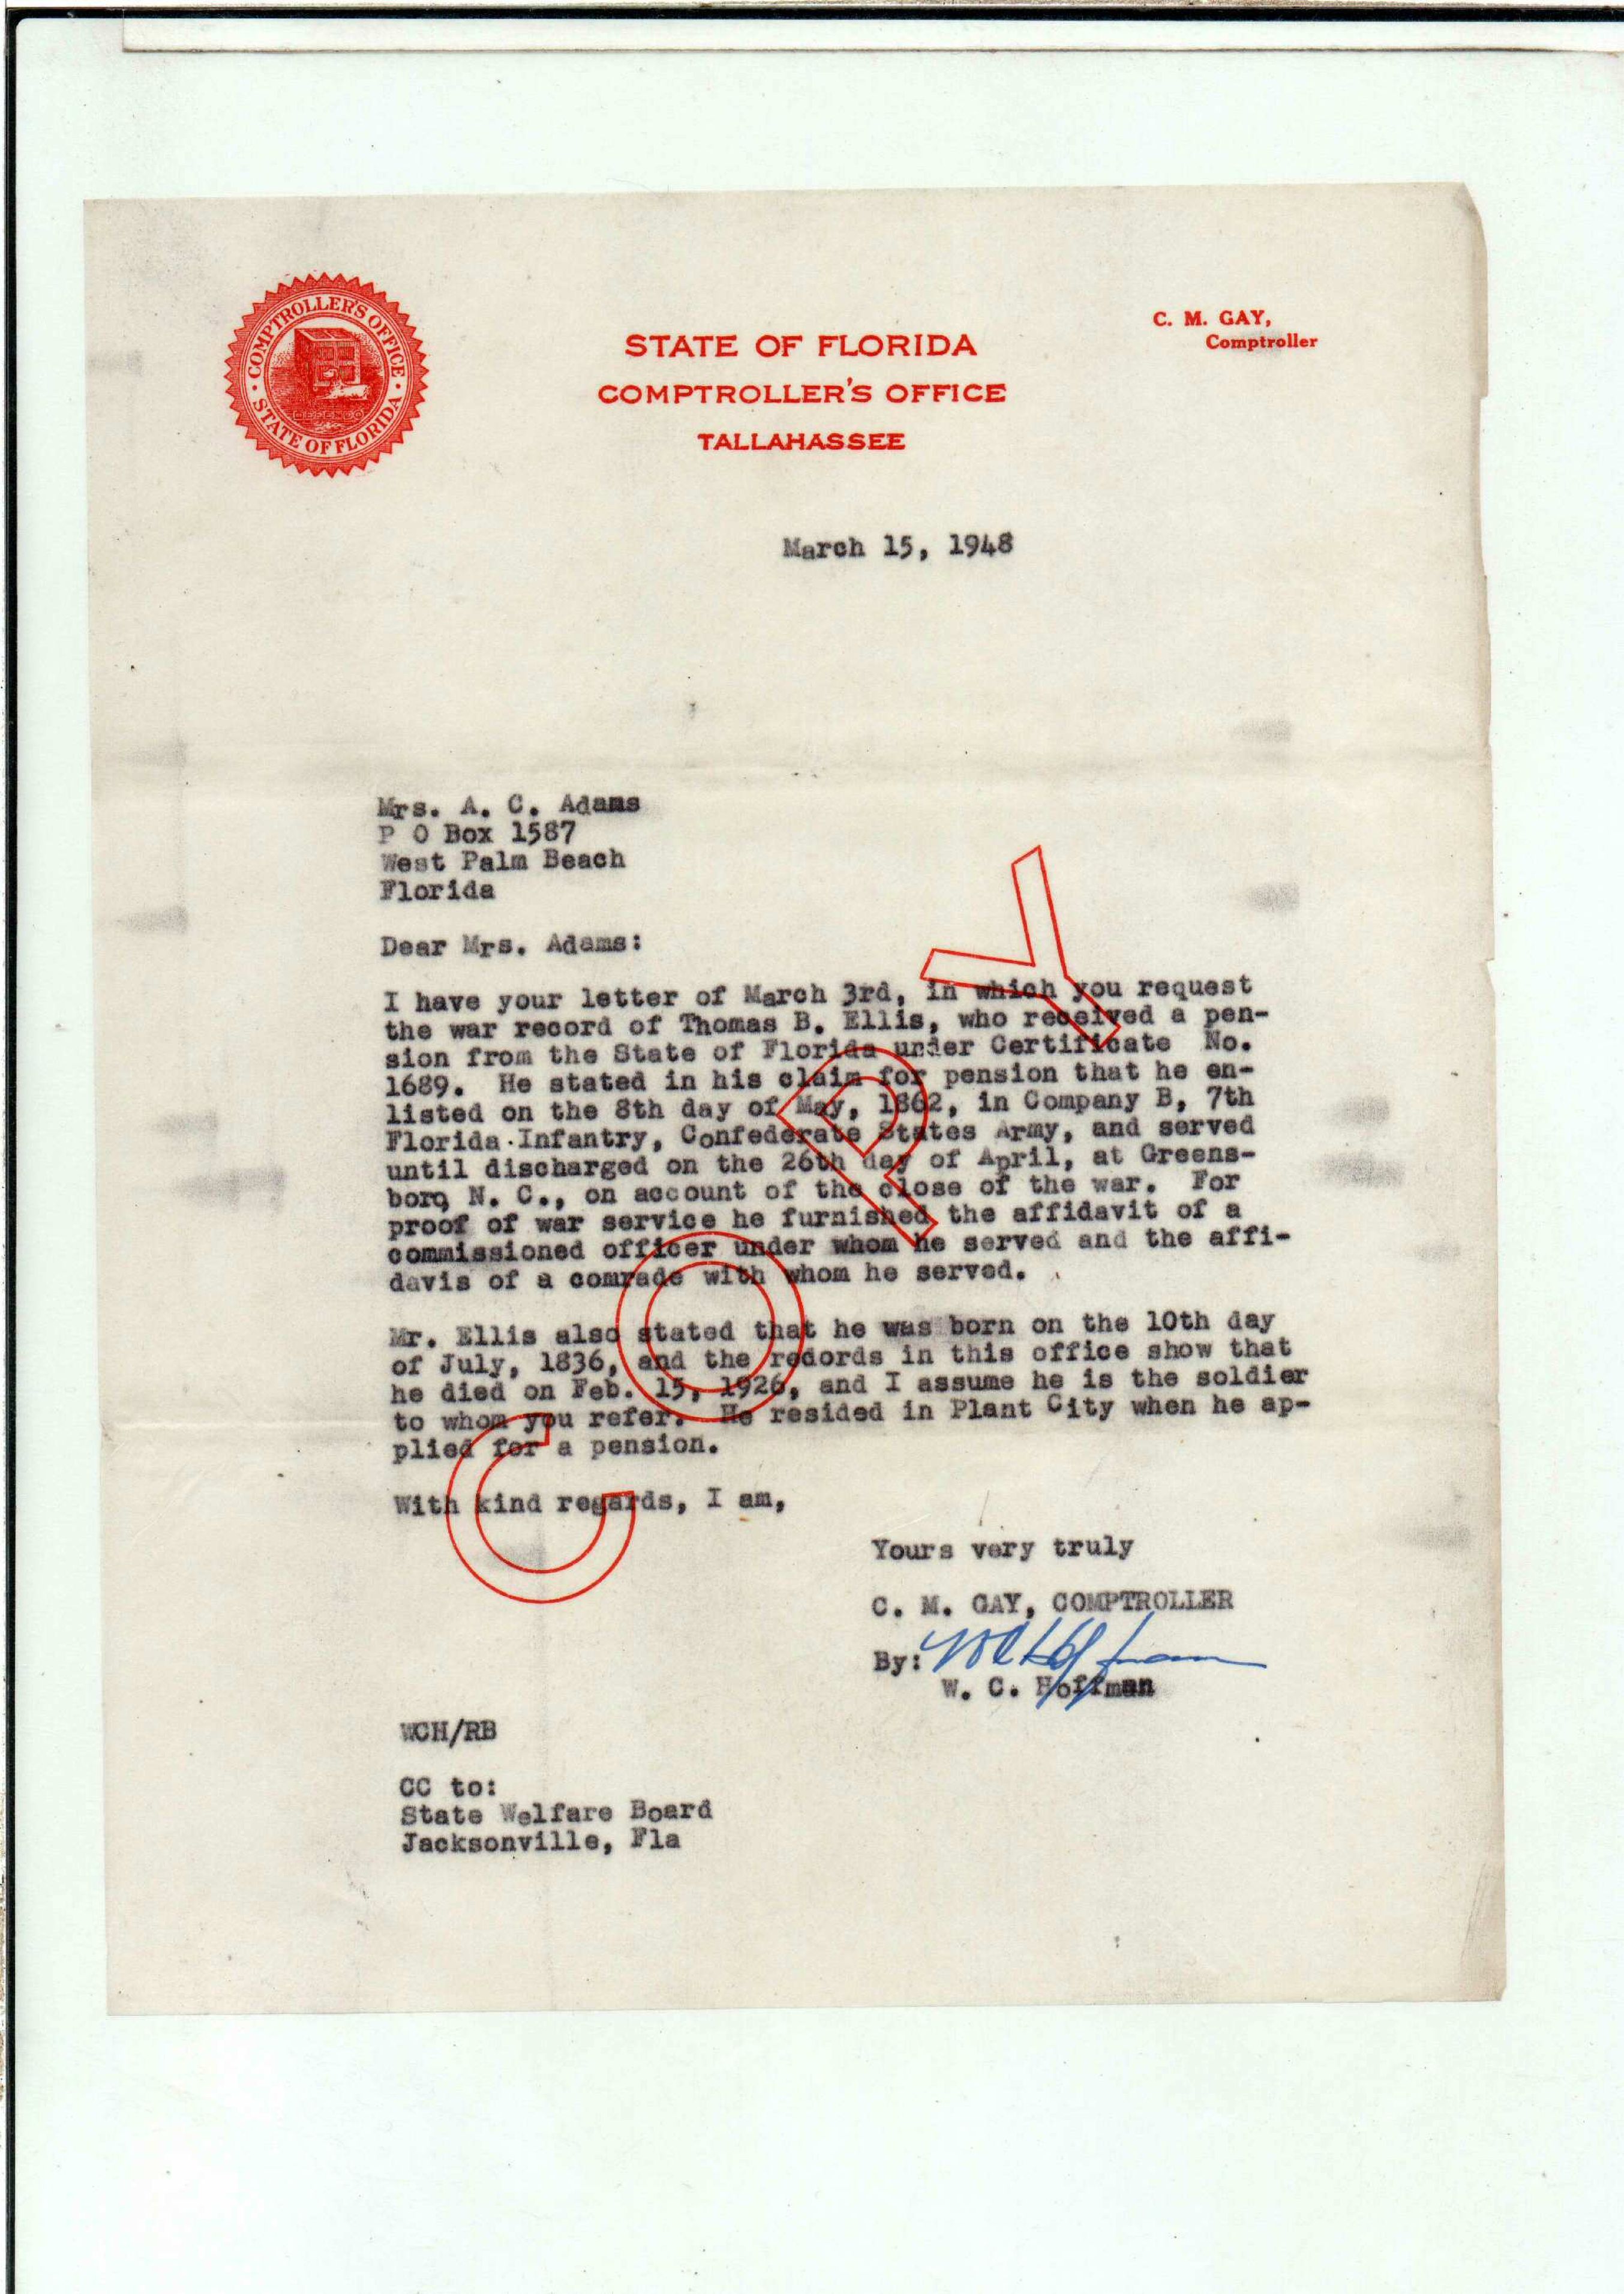 COMPTROLLER'S OFFICE
STATE OF FLORIDA
C. M. GAY,
Comptroller
STATE OF FLORIDA
COMPTROLLER'S OFFICE
TALLAHASSEE
March 15, 1948
Mrs. A. C. Adams
P O Box 1587
West Palm Beach
Florida
Dear Mrs. Adams:
I have your letter of March 3rd, in which you request
the war record of Thomas B. Ellis, who received a pen-
sion from the State of Florida under Certificate No.
1689. He stated in his claim for pension that he en-
listed on the 8th day of May, 1862, in Company B, 7th
Florida Infantry, Confederate States Army, and served
until discharged on the 26th day of April, at Greens-
boro, N. C., on account of the close of the war. For
proof of war service he furnished the affidavit of a
commissioned officer under whom he served and the affi-
davis of a comrade with whom he served.
Mr. Ellis also stated that he was born on the 10th day
of July, 1836, and the redords in this office show that
he died on Feb. 15, 1926, and I assume he is the soldier
to whom you refer. He resided in Plant City when he ap-
plied for a pension.
With kind regards, I am,
COPY
Yours very truly
C. M. GAY, COMPTROLLER
By: W C Hoffman
W. C. Hoffman
WCH/RB
CC to:
State Welfare Board
Jacksonville, Fla